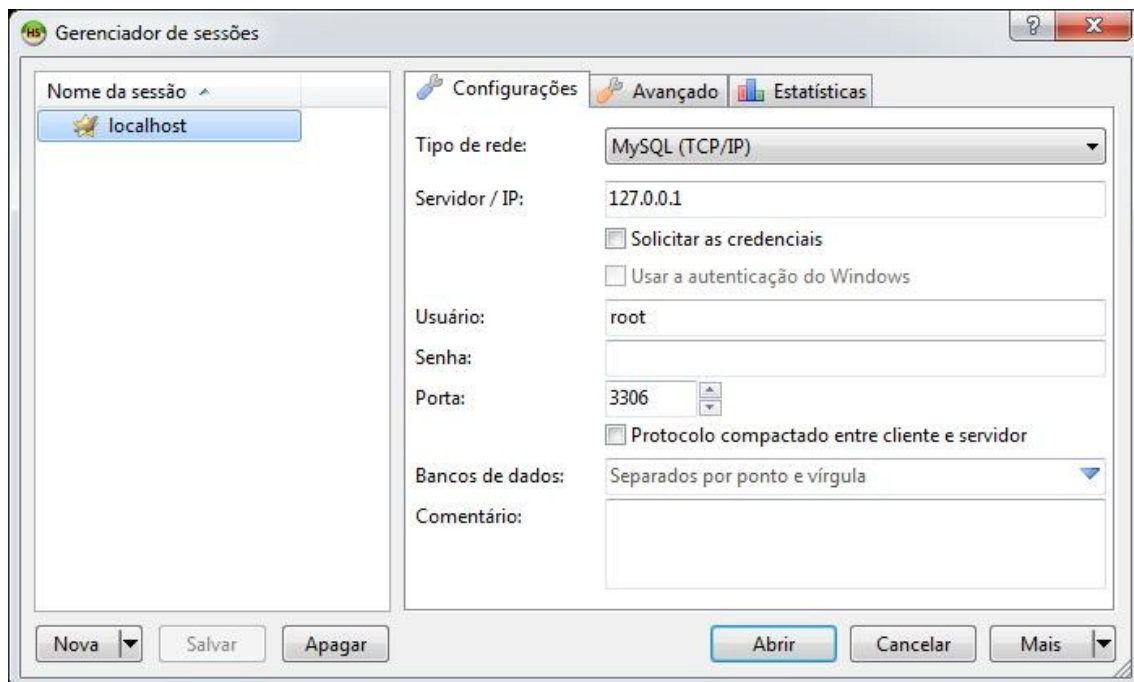 HS Gerenciador de sessões
Nome da sessão
localhost
Configurações Avançado Estatísticas
Tipo de rede: MySQL (TCP/IP)
Servidor / IP: 127.0.0.1
Solicitar as credenciais
Usar a autenticação do Windows
Usuário: root
Senha:
Porta: 3306
Protocolo compactado entre cliente e servidor
Bancos de dados: Separados por ponto e vírgula
Comentário:
Nova Salvar Apagar Abrir Cancelar Mais